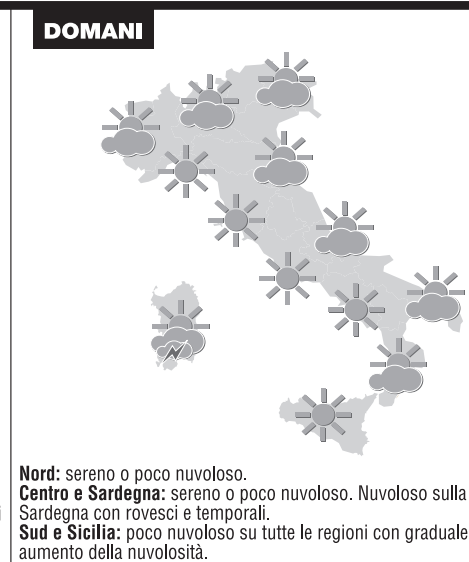 DOMANI
Nord: sereno o poco nuvoloso.
Centro e Sardegna: sereno o poco nuvoloso. Nuvoloso sulla
i Sardegna con rovesci e temporali.
Sud e Sicilia: poco nuvoloso su tutte le regioni con graduale
aumento della nuvolosità.